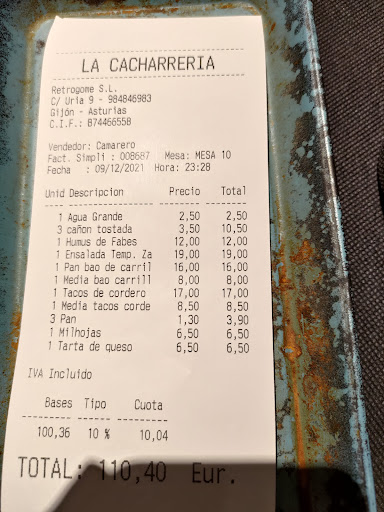 LA CACHARRERIA
Retrogome S.L.
C/ Uria 9 - 984846983
Gijón - Asturias
C.I.F.: B74466558
Vendedor: Camarero
Fact. Simpli : 008687 Mesa: MESA 10
Fecha : 09/12/2021 Hora: 23:28
Unid Descripcion Precio Total
1 Agua Grande 2,50 2,50
3 cañon tostada 3,50 10,50
1 Humus de Fabes 12,00 12,00
1 Ensalada Temp. Za 19,00 19,00
1 Pan bao de carril 16,00 16,00
1 Media bao carrill 8,00 8,00
1 Tacos de cordero 17,00 17,00
1 Media tacos corde 8,50 8,50
3 Pan 1,30 3,90
1 Milhojas 6,50 6,50
1 Tarta de queso 6,50 6,50
IVA Incluido
Bases Tipo Cuota
100,36 10 % 10,04
TOTAL: 110,40 Eur.